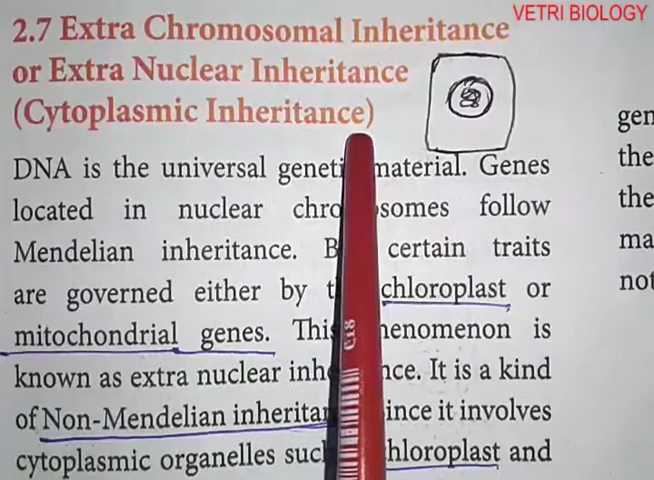 VETRI BIOLOGY
2.7 Extra Chromosomal Inheritance
or Extra Nuclear Inheritance
(Cytoplasmic Inheritance)
DNA is the universal geneti material. Genes
located in nuclear chro somes follow
Mendelian inheritance. B certain traits
are governed either by t chloroplast or
mitochondrial genes. This henomenon is
known as extra nuclear inh nce. It is a kind
of Non-Mendelian inheritan ince it involves
cytoplasmic organelles suc hloroplast and
gen
the
the
ma
not
C18